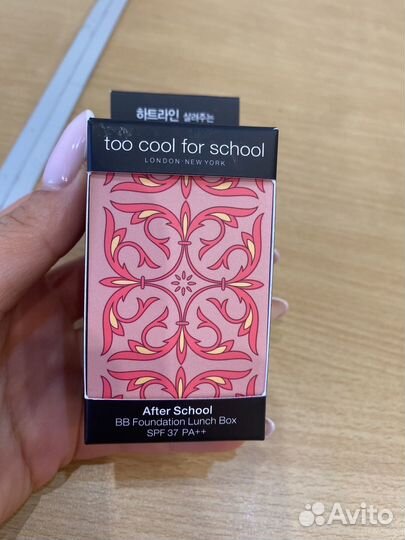 하트라인 살려주는
too cool for school
LONDON · NEW YORK
After School
BB Foundation Lunch Box
SPF 37 PA++
Avito